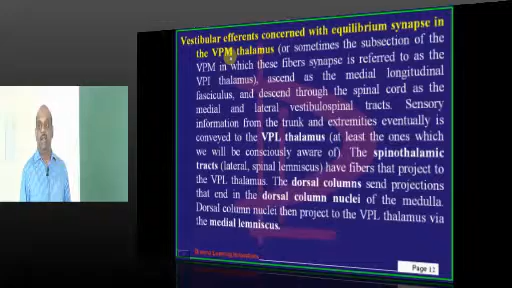 Vestibular efferents concerned with equilibrium synapse in
the VPM thalamus (or sometimes the subsection of the
VPM in which these fibers synapse is referred to as the
VPI thalamus), ascend as the medial longitudinal
fasciculus, and descend through the spinal cord as the
medial and lateral vestibulospinal tracts. Sensory
information from the trunk and extremities eventually is
conveyed to the VPL thalamus (at least the ones which
we will be consciously aware of). The spinothalamic
tracts (lateral, spinal lemniscus) have fibers that project to
the VPL thalamus. The dorsal columns send projections
that end in the dorsal column nuclei of the medulla.
Dorsal column nuclei then project to the VPL thalamus via
the medial lemniscus.
Learning Innovations
Page 12